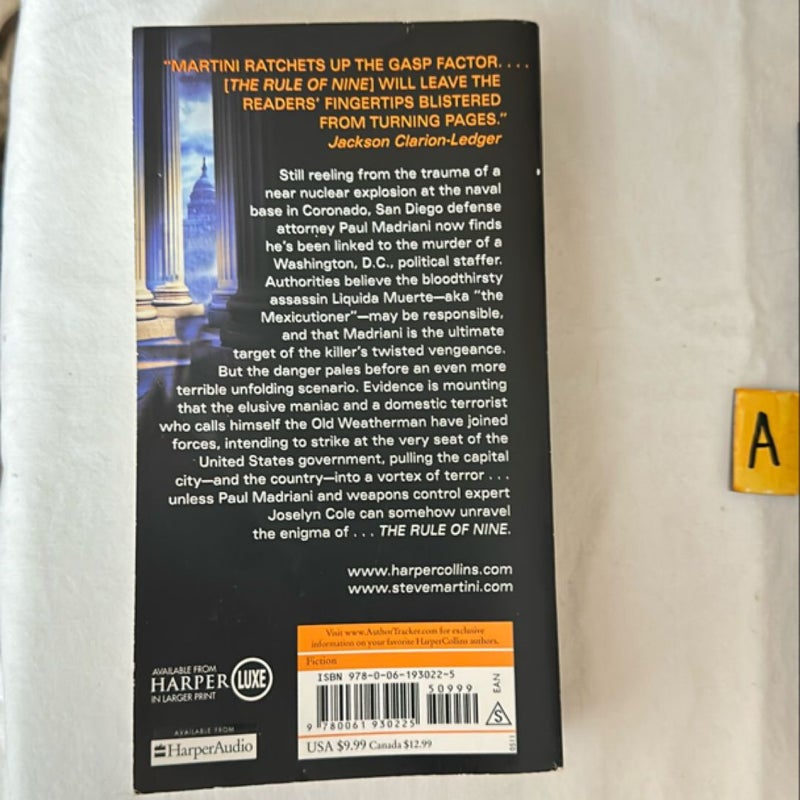 "MARTINI RATCHETS UP THE GASP FACTOR. . . .
[THE RULE OF NINE] WILL LEAVE THE
READERS' FINGERTIPS BLISTERED
FROM TURNING PAGES."
Jackson Clarion-Ledger
Still reeling from the trauma of a
near nuclear explosion at the naval
base in Coronado, San Diego defense
attorney Paul Madriani now finds
he's been linked to the murder of a
Washington, D.C., political staffer.
Authorities believe the bloodthirsty
assassin Liquida Muerte—aka "the
Mexicutioner"—may be responsible,
and that Madriani is the ultimate
target of the killer's twisted vengeance.
But the danger pales before an even more
terrible unfolding scenario. Evidence is mounting
that the elusive maniac and a domestic terrorist
who calls himself the Old Weatherman have joined
forces, intending to strike at the very seat of the
United States government, pulling the capital
city—and the country—into a vortex of terror . . .
unless Paul Madriani and weapons control expert
Joselyn Cole can somehow unravel
the enigma of . . . THE RULE OF NINE.
www.harpercollins.com
www.stevemartini.com
AVAILABLE FROM
HARPER LUXE
IN LARGER PRINT
AVAILABLE FROM
HarperAudio
Visit www.AuthorTracker.com for exclusive
information on your favorite HarperCollins authors.
Fiction
ISBN 978-0-06-193022-5
50999
EAN
9 780061 930225
S
USA $9.99 Canada $12.99
0511
A